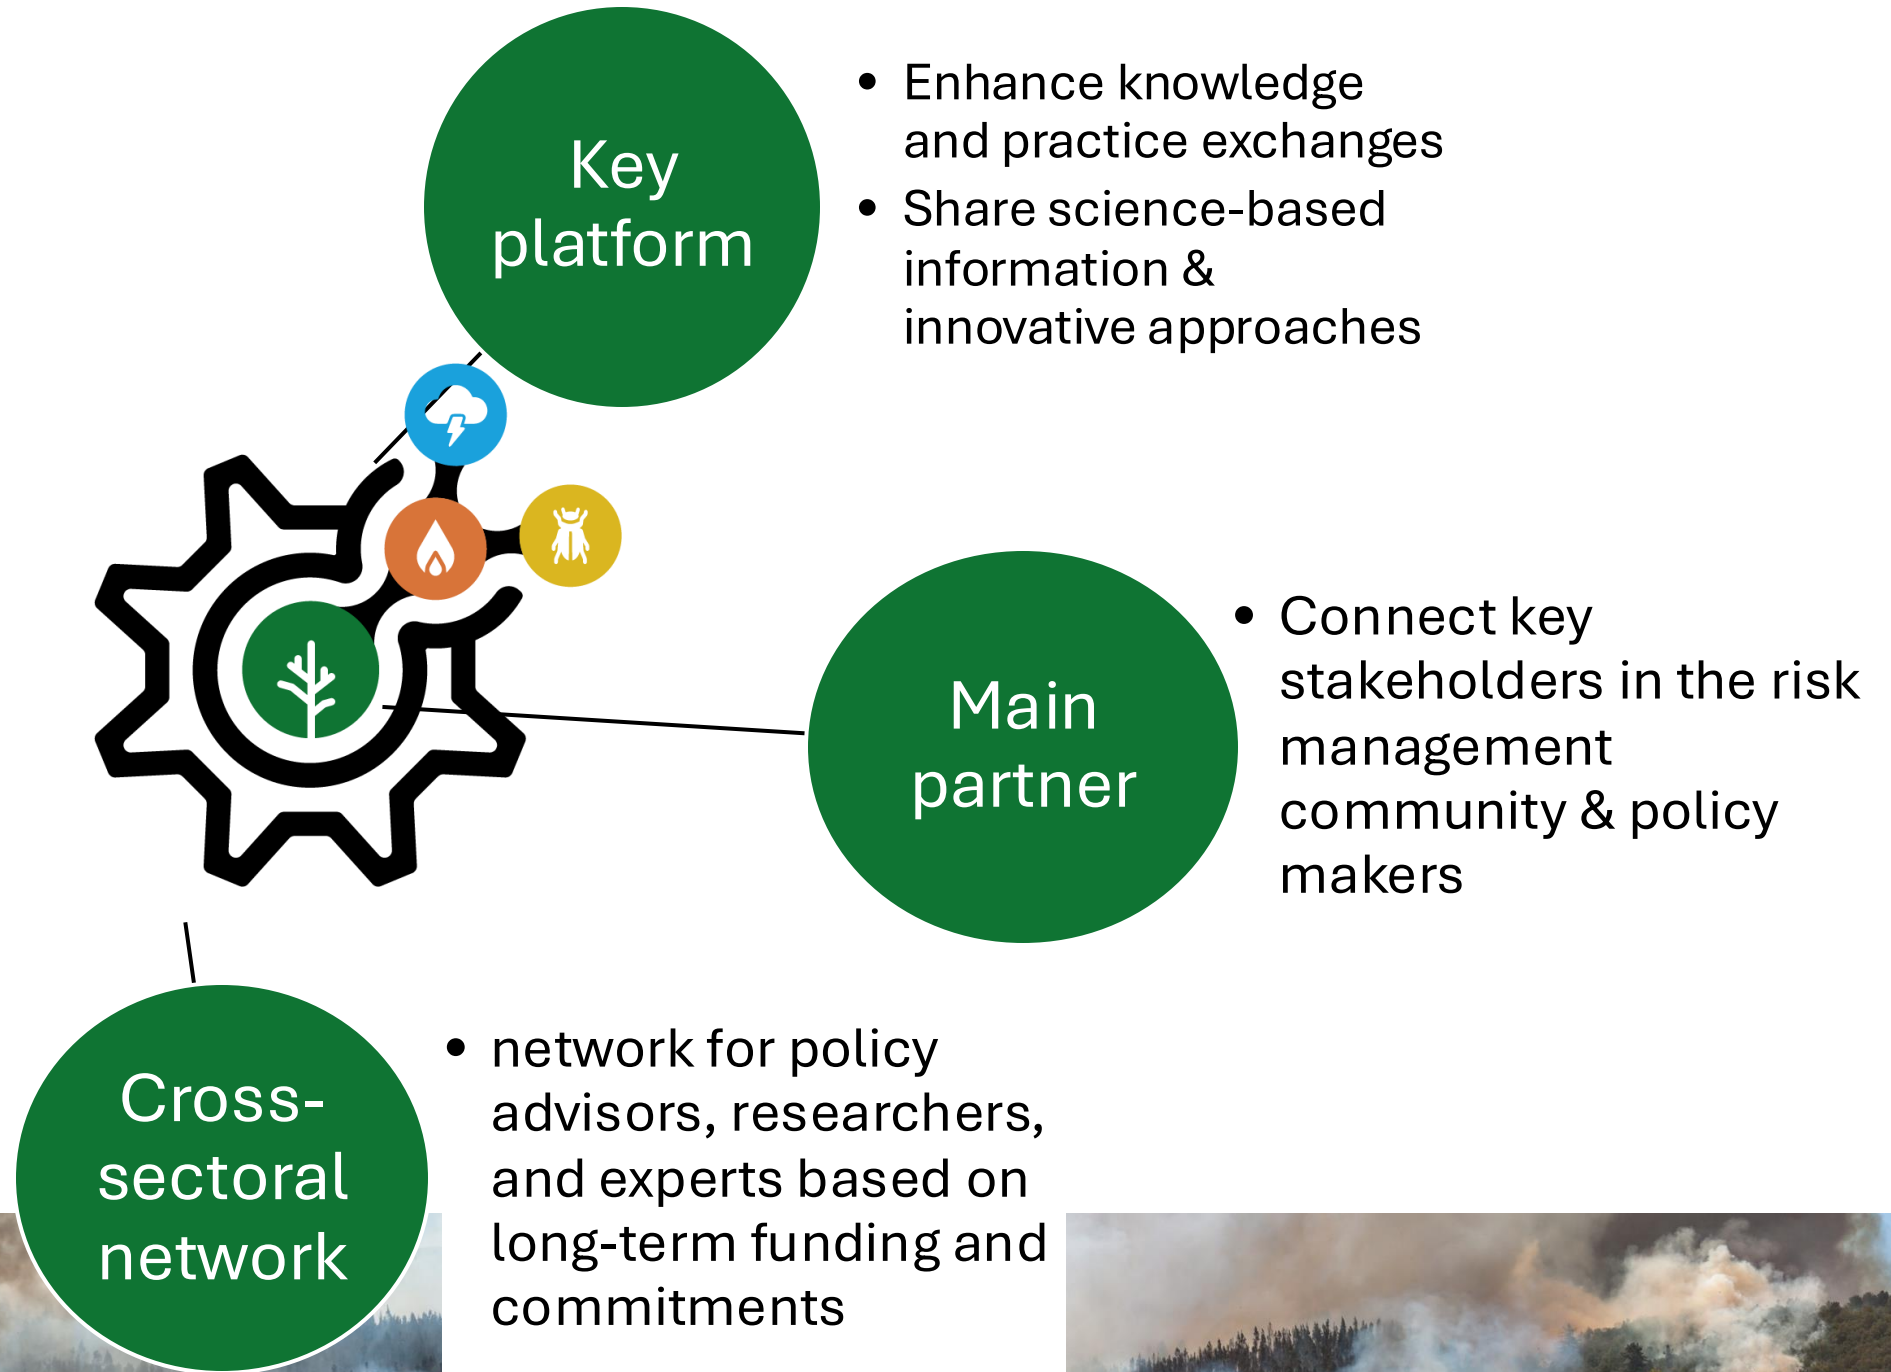 Key
platform
• Enhance knowledge
and practice exchanges
• Share science-based
information &
innovative approaches
Main
partner
• Connect key
stakeholders in the risk
management
community & policy
makers
Cross-
sectoral
network
• network for policy
advisors, researchers,
and experts based on
long-term funding and
commitments